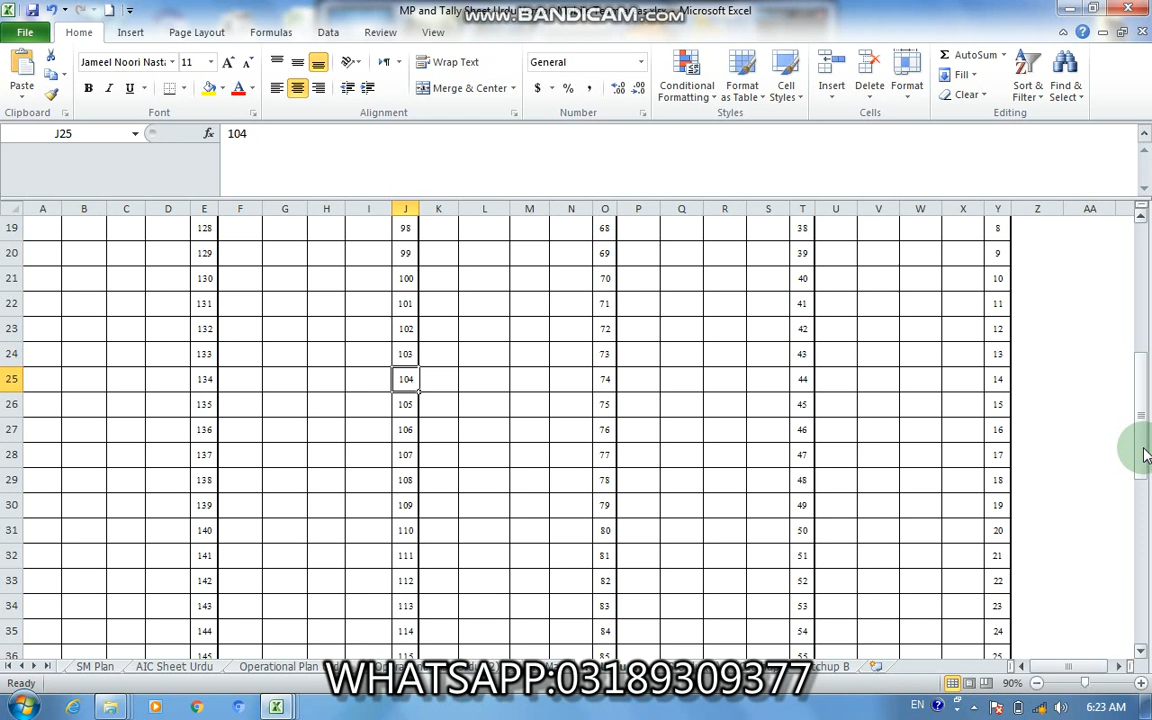 MP and Tally Sheet Urdu
Microsoft Excel
www.BANDICAM.com
File Home Insert Page Layout Formulas Data Review View
Paste
Clipboard
Jameel Noori Nasta 11
B I U A
Font
Wrap Text
Merge & Center
Alignment
General
$ % ,
Number
Conditional Formatting
Format as Table
Cell Styles
Styles
Insert Delete Format
Cells
Σ AutoSum
Fill
Clear
Sort & Filter
Find & Select
Editing
J25 fx 104
A B C D E F G H I J K L M N O P Q R S T U V W X Y Z AA
19 128 98 68 38 8
20 129 99 69 39 9
21 130 100 70 40 10
22 131 101 71 41 11
23 132 102 72 42 12
24 133 103 73 43 13
25 134 104 74 44 14
26 135 105 75 45 15
27 136 106 76 46 16
28 137 107 77 47 17
29 138 108 78 48 18
30 139 109 79 49 19
31 140 110 80 50 20
32 141 111 81 51 21
33 142 112 82 52 22
34 143 113 83 53 23
35 144 114 84 54 24
SM Plan AIC Sheet Urdu Operational Plan
WHATSAPP:03189309377
Ready 90%
EN 6:23 AM